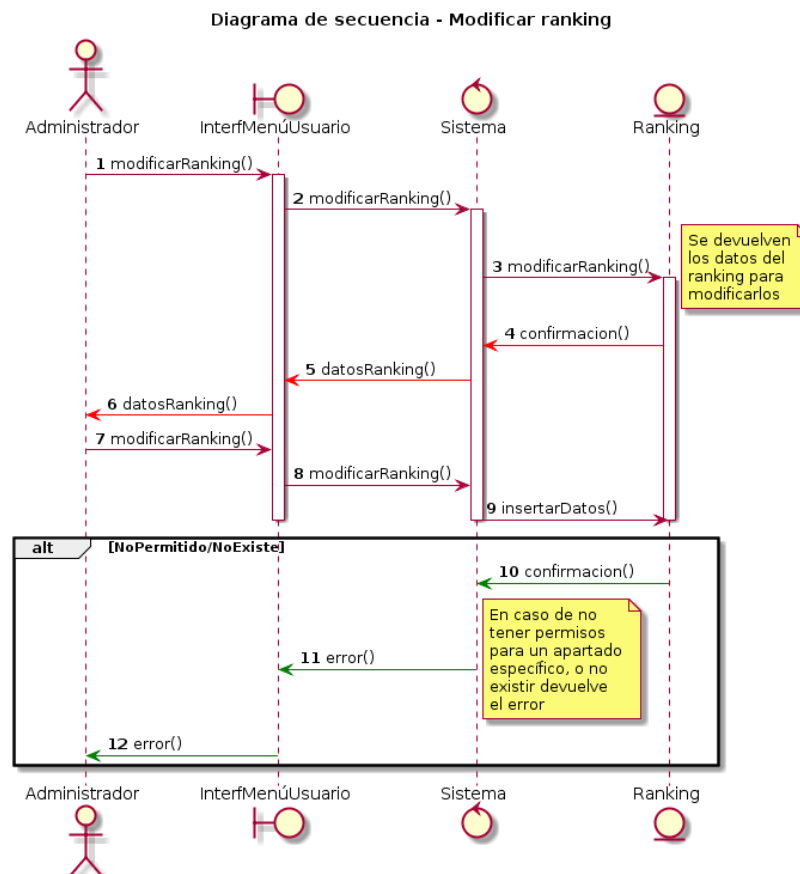 Diagrama de secuencia - Modificar ranking
Administrador
InterfMenúUsuario
Sistema
Ranking
1 modificarRanking()
2 modificarRanking()
Se devuelven
los datos del
ranking para
modificarlos
3 modificarRanking()
4 confirmacion()
5 datosRanking()
6 datosRanking()
7 modificarRanking()
8 modificarRanking()
9 insertarDatos()
alt
[NoPermitido/NoExiste]
10 confirmacion()
En caso de no
tener permisos
para un apartado
específico, o no
existir devuelve
el error
11 error()
12 error()
Administrador
InterfMenúUsuario
Sistema
Ranking